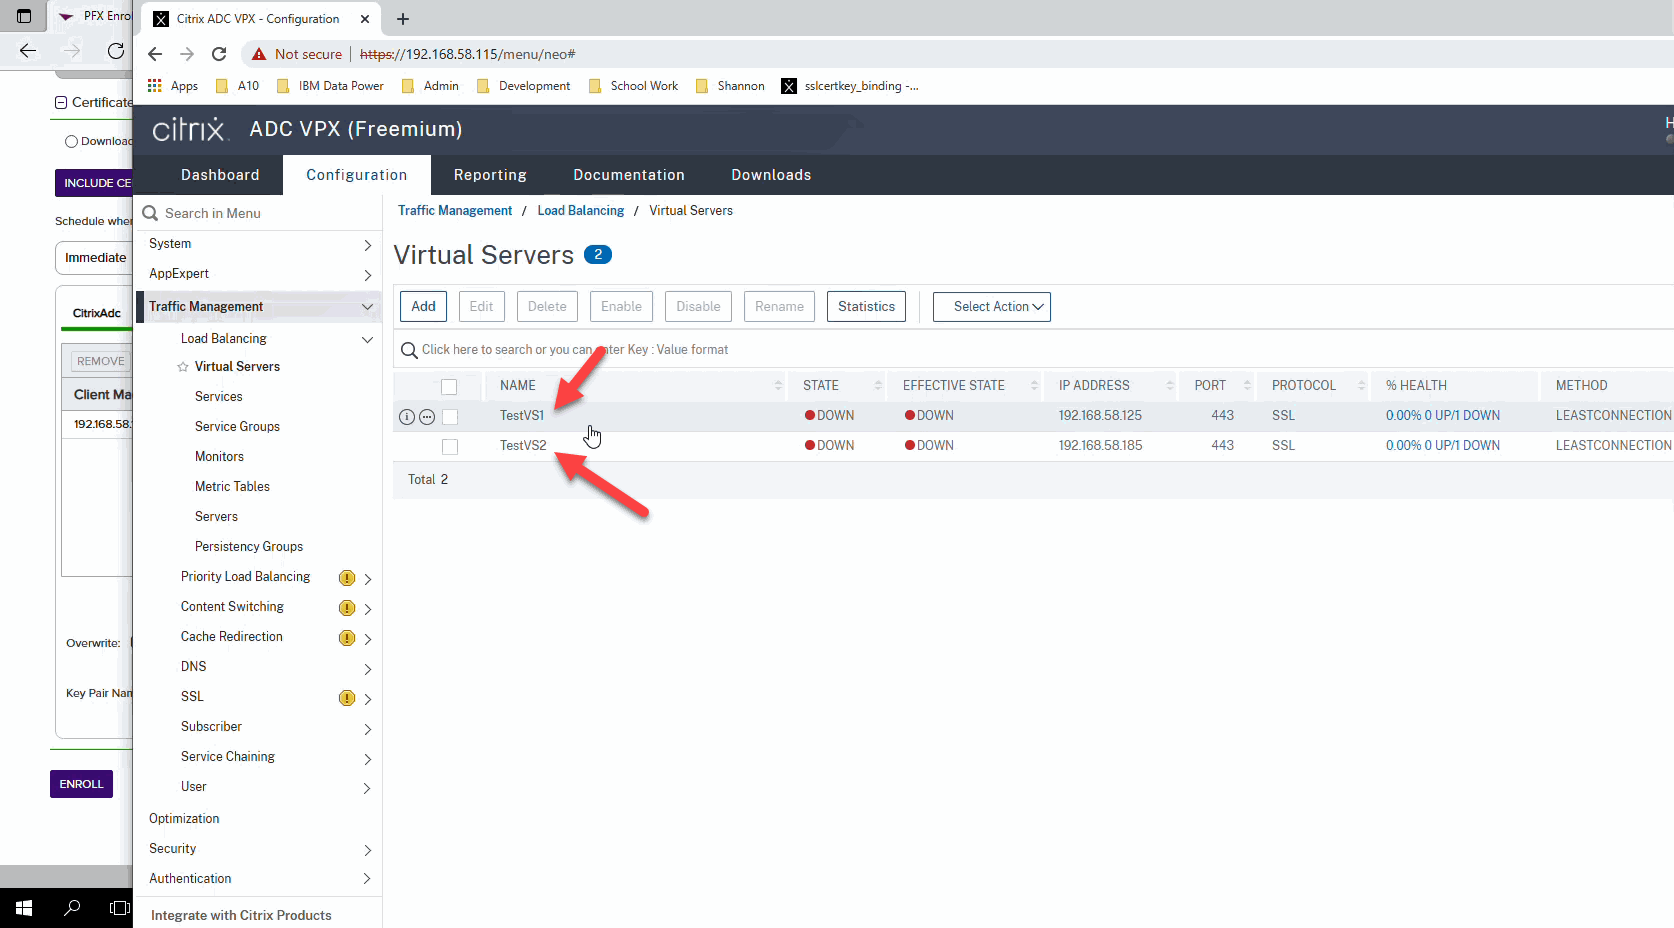 PFX Enrol
Citrix ADC VPX - Configuration
Not secure | https://192.168.58.115/menu/neo#
Apps A10 IBM Data Power Admin Development School Work Shannon sslcertkey_binding -...
citrix. ADC VPX (Freemium)
H
Dashboard Configuration Reporting Documentation Downloads
Certificate
Download
INCLUDE CE
Schedule when
Immediate
CitrixAdc
REMOVE
Client Ma
192.168.58.
Overwrite:
Key Pair Nam
ENROLL
Search in Menu
System
AppExpert
Traffic Management
Load Balancing
Virtual Servers
Services
Service Groups
Monitors
Metric Tables
Servers
Persistency Groups
Priority Load Balancing
Content Switching
Cache Redirection
DNS
SSL
Subscriber
Service Chaining
User
Optimization
Security
Authentication
Integrate with Citrix Products
Traffic Management / Load Balancing / Virtual Servers
Virtual Servers 2
Add Edit Delete Enable Disable Rename Statistics Select Action
Click here to search or you can enter Key : Value format
NAME STATE EFFECTIVE STATE IP ADDRESS PORT PROTOCOL % HEALTH METHOD
TestVS1 DOWN DOWN 192.168.58.125 443 SSL 0.00% 0 UP/1 DOWN LEASTCONNECTION
TestVS2 DOWN DOWN 192.168.58.185 443 SSL 0.00% 0 UP/1 DOWN LEASTCONNECTION
Total 2